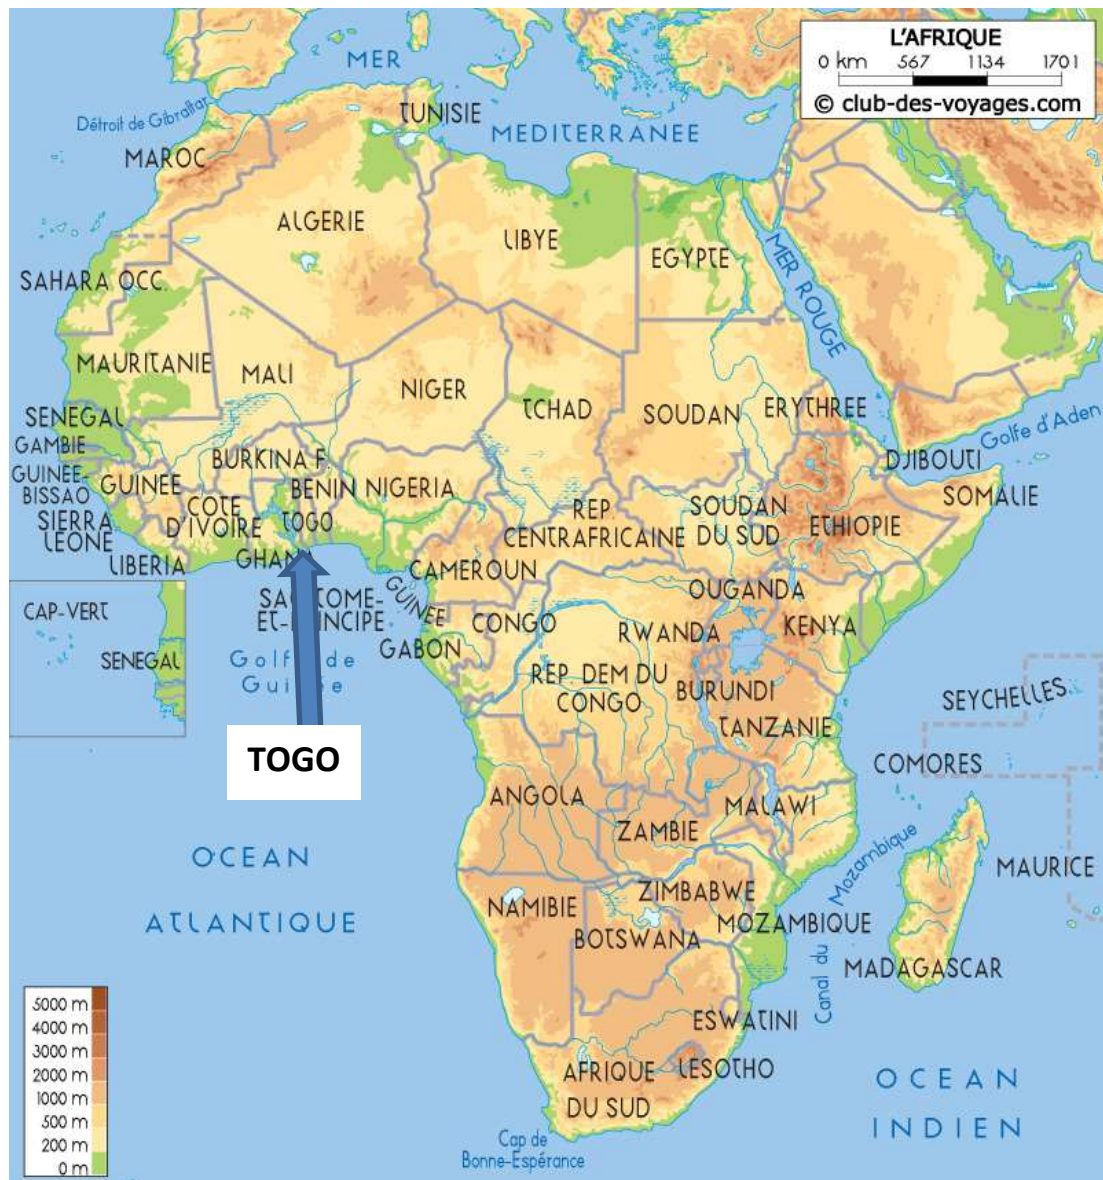 L'AFRIQUE
0 km 567 1134 1701
© club-des-voyages.com
MER
MEDITERRANEE
Détroit de Gibraltar
TUNISIE
MAROC
ALGERIE
LIBYE
EGYPTE
MER ROUGE
SAHARA OCC.
MAURITANIE
MALI
NIGER
TCHAD
SOUDAN
ERYTHREE
Golfe d'Aden
SENEGAL
GAMBIE
GUINEE-
BISSAO
GUINEE
BURKINA F.
BENIN
NIGERIA
DJIBOUTI
SOMALIE
SIERRA
LEONE
COTE
D'IVOIRE
TOGO
REP.
CENTRAFRICAINE
SOUDAN
DU SUD
ETHIOPIE
LIBERIA
GHANA
CAMEROUN
CAP-VERT
SENEGAL
SAO TOME-
ET-PRINCIPE
GUINEE
CONGO
GABON
OUGANDA
RWANDA
KENYA
Golfe de
Guinée
REP. DEM DU
CONGO
BURUNDI
TANZANIE
SEYCHELLES
TOGO
COMORES
ANGOLA
MALAWI
ZAMBIE
OCEAN
ATLANTIQUE
MAURICE
NAMIBIE
ZIMBABWE
BOTSWANA
MOZAMBIQUE
Canal du
Mozambique
MADAGASCAR
ESWATINI
AFRIQUE
DU SUD
LESOTHO
OCEAN
INDIEN
Cap de
Bonne-Espérance
5000 m
4000 m
3000 m
2000 m
1000 m
500 m
200 m
0 m